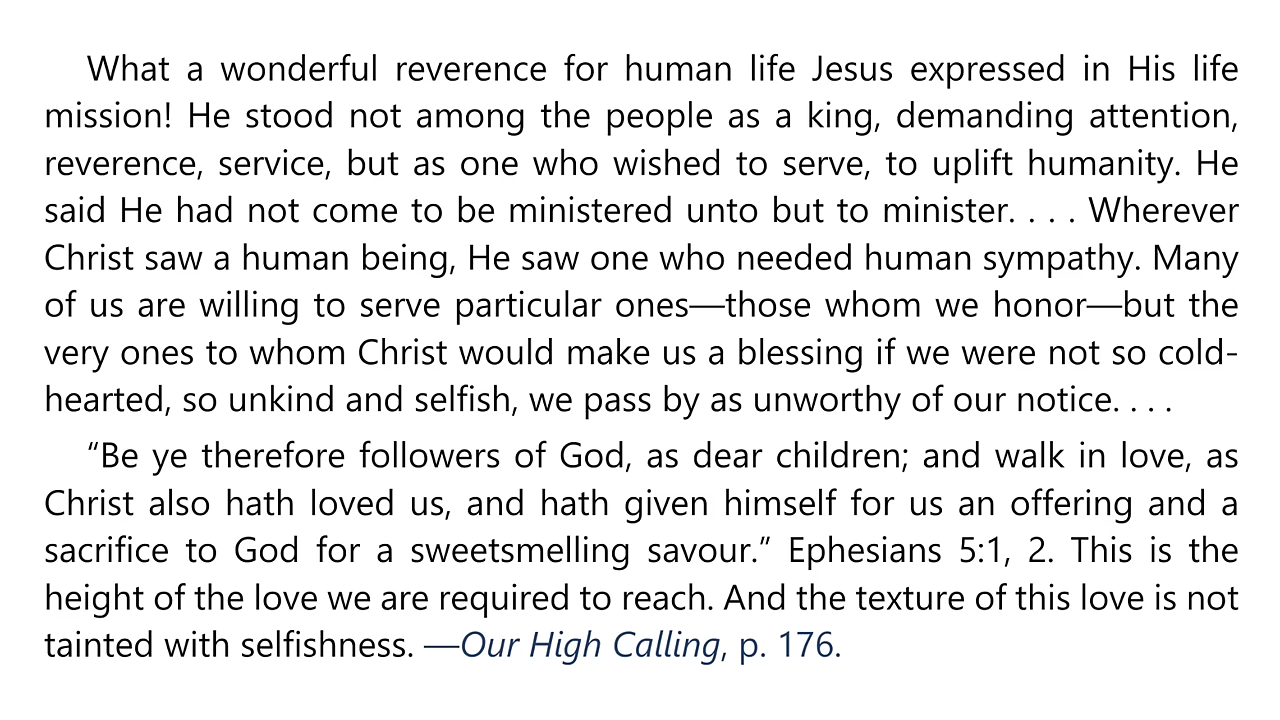 What a wonderful reverence for human life Jesus expressed in His life
mission! He stood not among the people as a king, demanding attention,
reverence, service, but as one who wished to serve, to uplift humanity. He
said He had not come to be ministered unto but to minister. . . . Wherever
Christ saw a human being, He saw one who needed human sympathy. Many
of us are willing to serve particular ones—those whom we honor—but the
very ones to whom Christ would make us a blessing if we were not so cold-
hearted, so unkind and selfish, we pass by as unworthy of our notice. . . .
“Be ye therefore followers of God, as dear children; and walk in love, as
Christ also hath loved us, and hath given himself for us an offering and a
sacrifice to God for a sweetsmelling savour.” Ephesians 5:1, 2. This is the
height of the love we are required to reach. And the texture of this love is not
tainted with selfishness. —Our High Calling, p. 176.